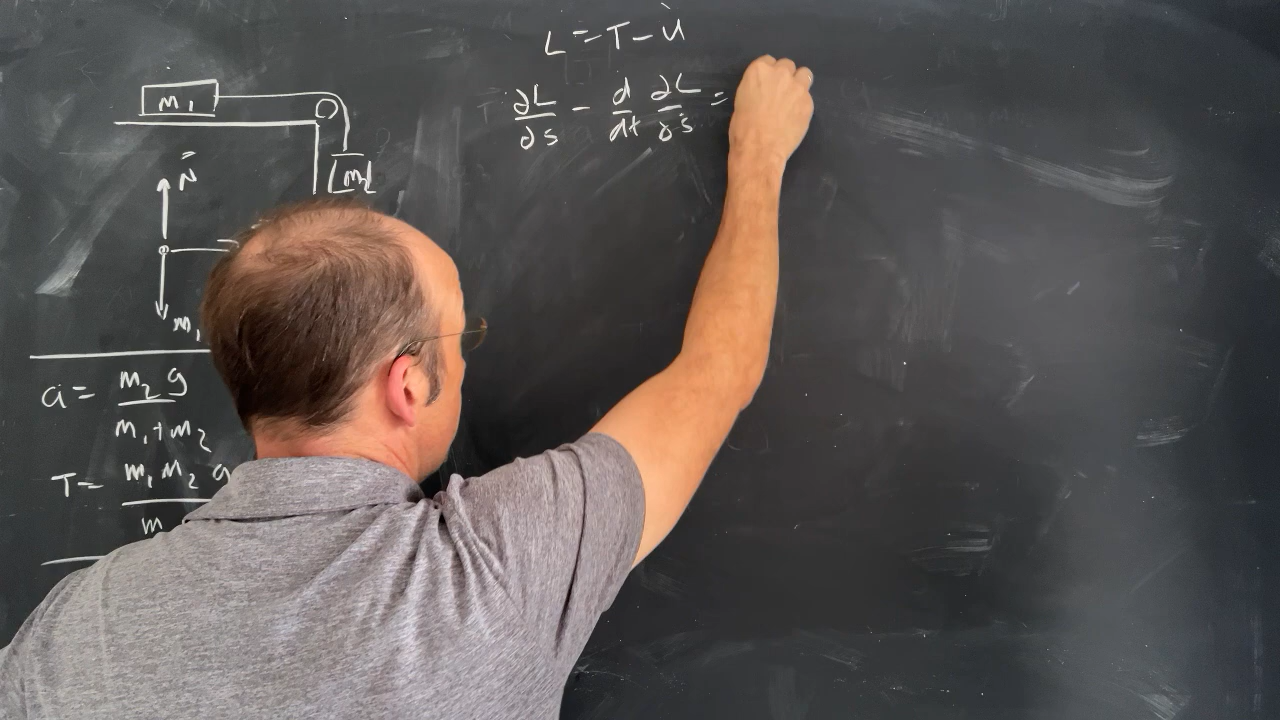 L = T - U
∂L/∂s - d/dt ∂L/∂ṡ =
m₁
m₂
N
m₁
a = m₂ g / m₁ + m₂
T = m₁ m₂ g / m